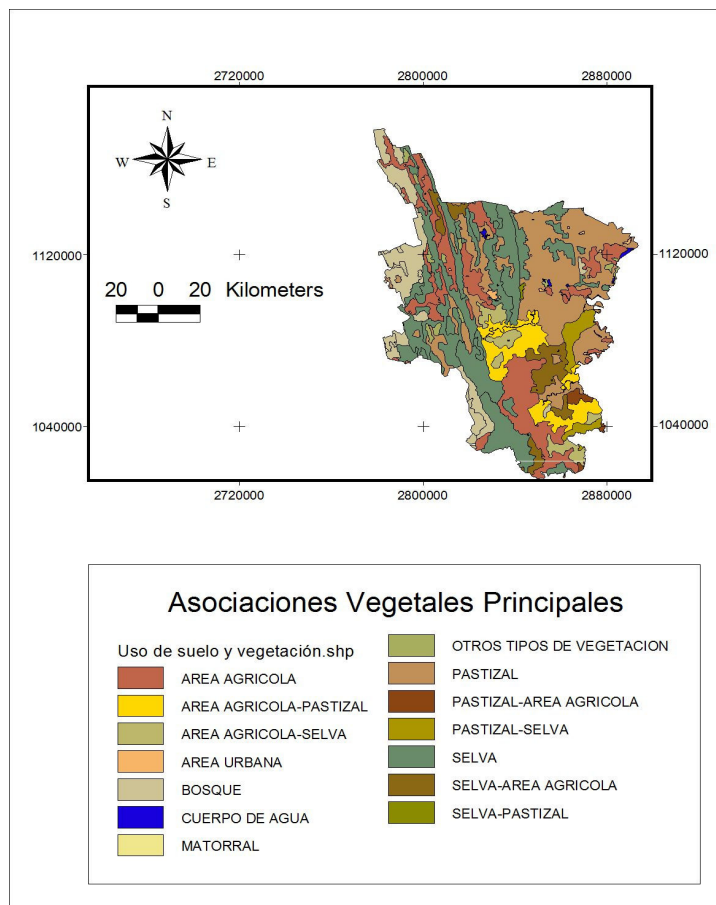 2720000 2800000 2880000
N
W E
S
1120000 1120000
20 0 20 Kilometers
1040000 1040000
2720000 2800000 2880000
Asociaciones Vegetales Principales
Uso de suelo y vegetación.shp
AREA AGRICOLA
AREA AGRICOLA-PASTIZAL
AREA AGRICOLA-SELVA
AREA URBANA
BOSQUE
CUERPO DE AGUA
MATORRAL
OTROS TIPOS DE VEGETACION
PASTIZAL
PASTIZAL-AREA AGRICOLA
PASTIZAL-SELVA
SELVA
SELVA-AREA AGRICOLA
SELVA-PASTIZAL